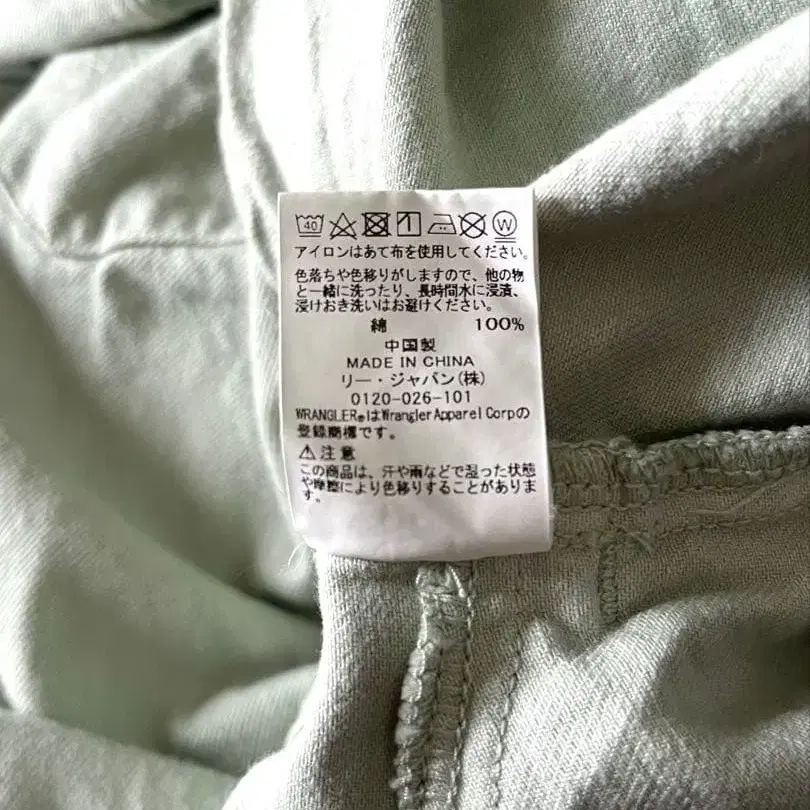 40 W
アイロンはあて布を使用してください。
色落ちや色移りがしますので、他の物
と一緒に洗ったり、長時間水に浸漬、
浸けおき洗いはお避けください。
綿 100%
中国製
MADE IN CHINA
リー・ジャパン(株)
0120-026-101
WRANGLER®はWrangler Apparel Corpの
登録商標です。
⚠注意
この商品は、汗や雨などで湿った状態
や摩擦により色移りすることがありま
す。